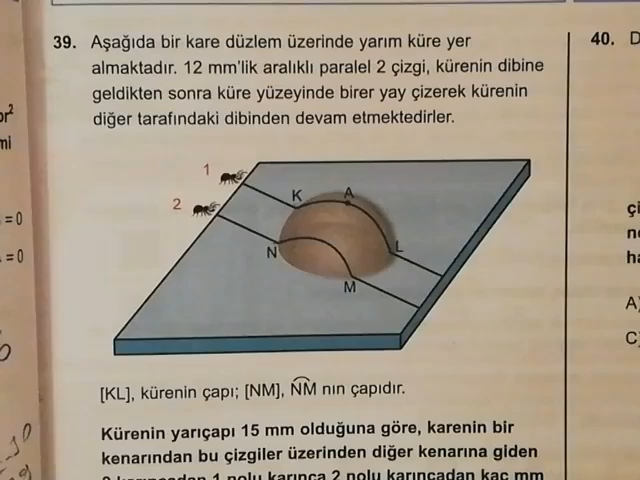 39. Aşağıda bir kare düzlem üzerinde yarım küre yer
almaktadır. 12 mm'lik aralıklı paralel 2 çizgi, kürenin dibine
geldikten sonra küre yüzeyinde birer yay çizerek kürenin
diğer tarafındaki dibinden devam etmektedirler.
1
2
K
A
N
L
M
[KL], kürenin çapı; [NM], NM nın çapıdır.
Kürenin yarıçapı 15 mm olduğuna göre, karenin bir
kenarından bu çizgiler üzerinden diğer kenarına giden
2 karıncadan 1 nolu karınca 2 nolu karıncadan kaç mm
40. D
A)
C)
= 0
= 0